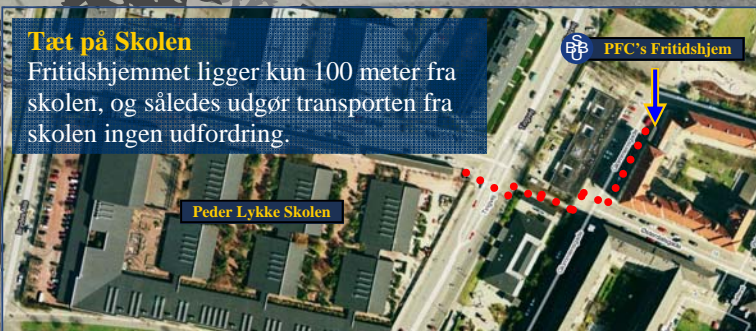 Tæt på Skolen
Fritidshjemmet ligger kun 100 meter fra
skolen, og således udgør transporten fra
skolen ingen udfordring.
BSBU
PFC's Fritidshjem
Peder Lykke Skolen